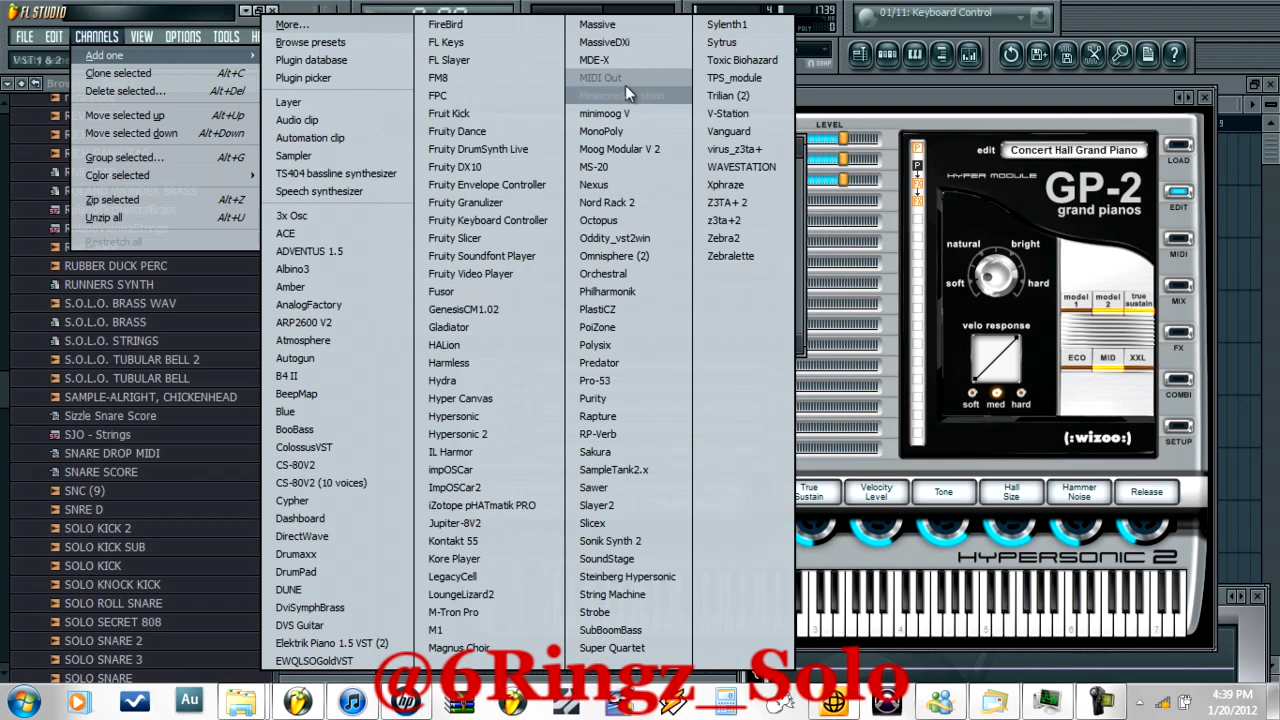 FL STUDIO
1739
01/11: Keyboard Control
FILE EDIT CHANNELS VIEW OPTIONS TOOLS
VST 1 & 2
Add one
Clone selected Alt+C
Delete selected... Alt+Del
Move selected up Alt+Up
Move selected down Alt+Down
Group selected... Alt+G
Color selected
Zip selected Alt+Z
Unzip all Alt+U
Restretch all
RUBBER DUCK PERC
RUNNERS SYNTH
S.O.L.O. BRASS WAV
S.O.L.O. BRASS
S.O.L.O. STRINGS
S.O.L.O. TUBULAR BELL 2
S.O.L.O. TUBULAR BELL
SAMPLE-ALRIGHT, CHICKENHEAD
Sizzle Snare Score
SJO - Strings
SNARE DROP MIDI
SNARE SCORE
SNC (9)
SNRE D
SOLO KICK 2
SOLO KICK SUB
SOLO KICK
SOLO KNOCK KICK
SOLO ROLL SNARE
SOLO SECRET 808
SOLO SNARE 2
SOLO SNARE 3
SOLO SNARE
More...
Browse presets
Plugin database
Plugin picker
Layer
Audio clip
Automation clip
Sampler
TS404 bassline synthesizer
Speech synthesizer
3x Osc
ACE
ADVENTUS 1.5
Albino3
Amber
AnalogFactory
ARP2600 V2
Atmosphere
Autogun
B4 II
BeepMap
Blue
BooBass
ColossusVST
CS-80V2
CS-80V2 (10 voices)
Cypher
Dashboard
DirectWave
Drumaxx
DrumPad
DUNE
DviSymphBrass
DVS Guitar
Elektrik Piano 1.5 VST (2)
EWQLSOGoldVST
FireBird
FL Keys
FL Slayer
FM8
FPC
Fruit Kick
Fruity Dance
Fruity DrumSynth Live
Fruity DX10
Fruity Envelope Controller
Fruity Granulizer
Fruity Keyboard Controller
Fruity Slicer
Fruity Soundfont Player
Fruity Video Player
Fusor
GenesisCM1.02
Gladiator
HALion
Harmless
Hydra
Hyper Canvas
Hypersonic
Hypersonic 2
IL Harmor
impOSCar
ImpOSCar2
iZotope pHATmatik PRO
Jupiter-8V2
Kontakt 55
Kore Player
LegacyCell
LoungeLizard2
M-Tron Pro
M1
Magnus Choir
Massive
MassiveDXi
MDE-X
MIDI Out
minimoog V
MonoPoly
Moog Modular V 2
MS-20
Nexus
Nord Rack 2
Octopus
Oddity_vst2win
Omnisphere (2)
Orchestral
Philharmonik
PlastiCZ
PoiZone
Polysix
Predator
Pro-53
Purity
Rapture
RP-Verb
Sakura
SampleTank2.x
Sawer
Slayer2
Slicex
Sonik Synth 2
SoundStage
Steinberg Hypersonic
String Machine
Strobe
SubBoomBass
Super Quartet
Sylenth1
Sytrus
Toxic Biohazard
TPS_module
Trilian (2)
V-Station
Vanguard
virus_z3ta+
WAVESTATION
Xphraze
Z3TA+ 2
z3ta+2
Zebra2
Zebralette
LEVEL
edit Concert Hall Grand Piano
HYPER MODULE
GP-2
grand pianos
natural bright
soft hard
model 1 model 2 true sustain
velo response
ECO MID XXL
soft med hard
(:wizoo:)
LOAD
EDIT
MIDI
MIX
FX
COMBI
SETUP
True Sustain
Velocity Level
Tone
Hall Size
Hammer Noise
Release
HYPERSONIC 2
@6Ringz_Solo
Au
hp
4:39 PM
1/20/2012